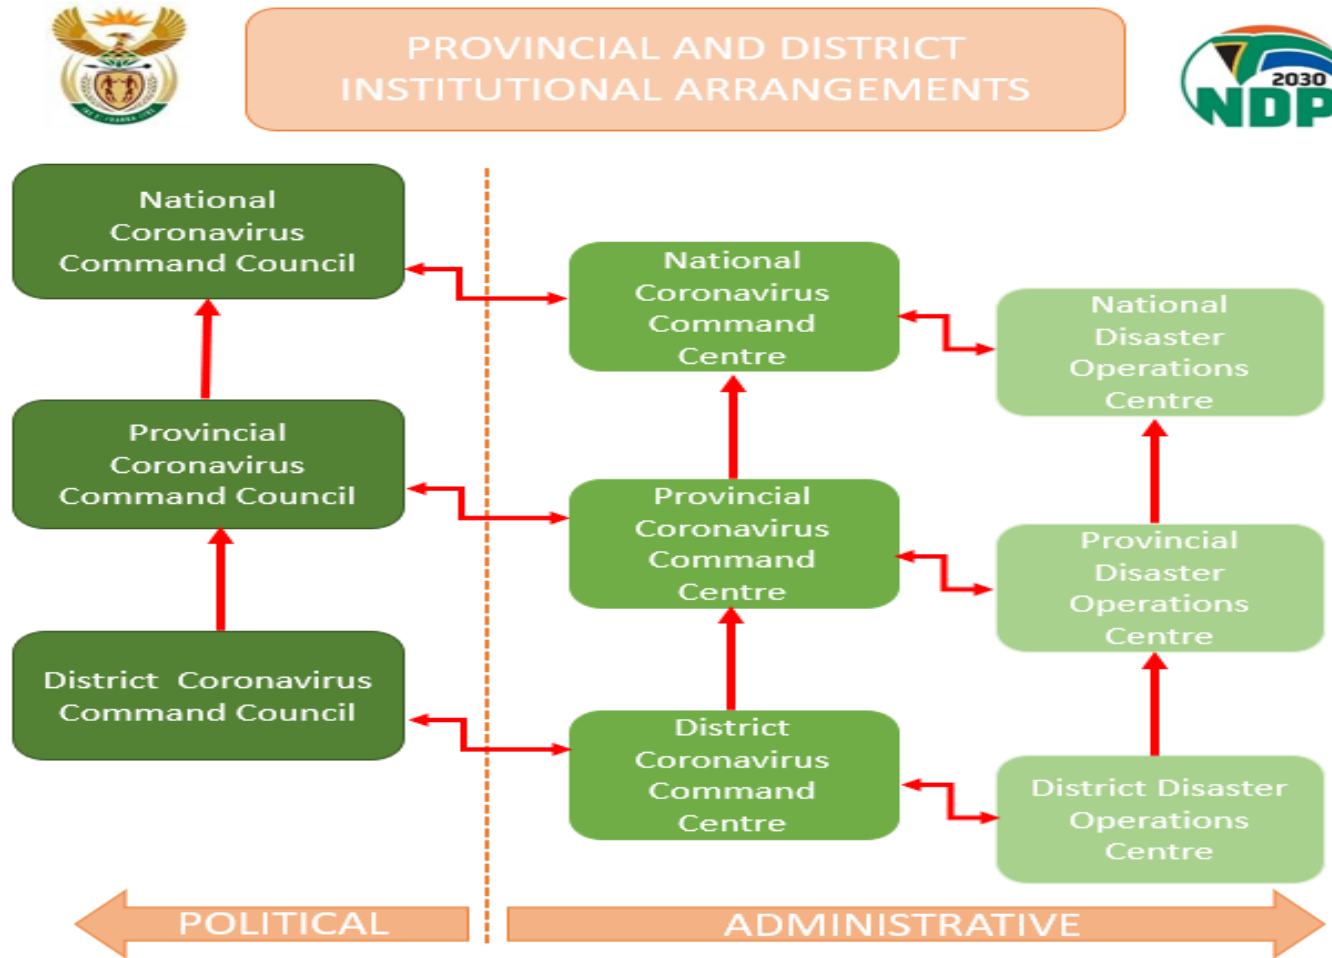 PROVINCIAL AND DISTRICT
INSTITUTIONAL ARRANGEMENTS
2030
NDP
National
Coronavirus
Command Council
National
Coronavirus
Command
Centre
National
Disaster
Operations
Centre
Provincial
Coronavirus
Command Council
Provincial
Coronavirus
Command
Centre
Provincial
Disaster
Operations
Centre
District Coronavirus
Command Council
District
Coronavirus
Command
Centre
District Disaster
Operations
Centre
POLITICAL
ADMINISTRATIVE